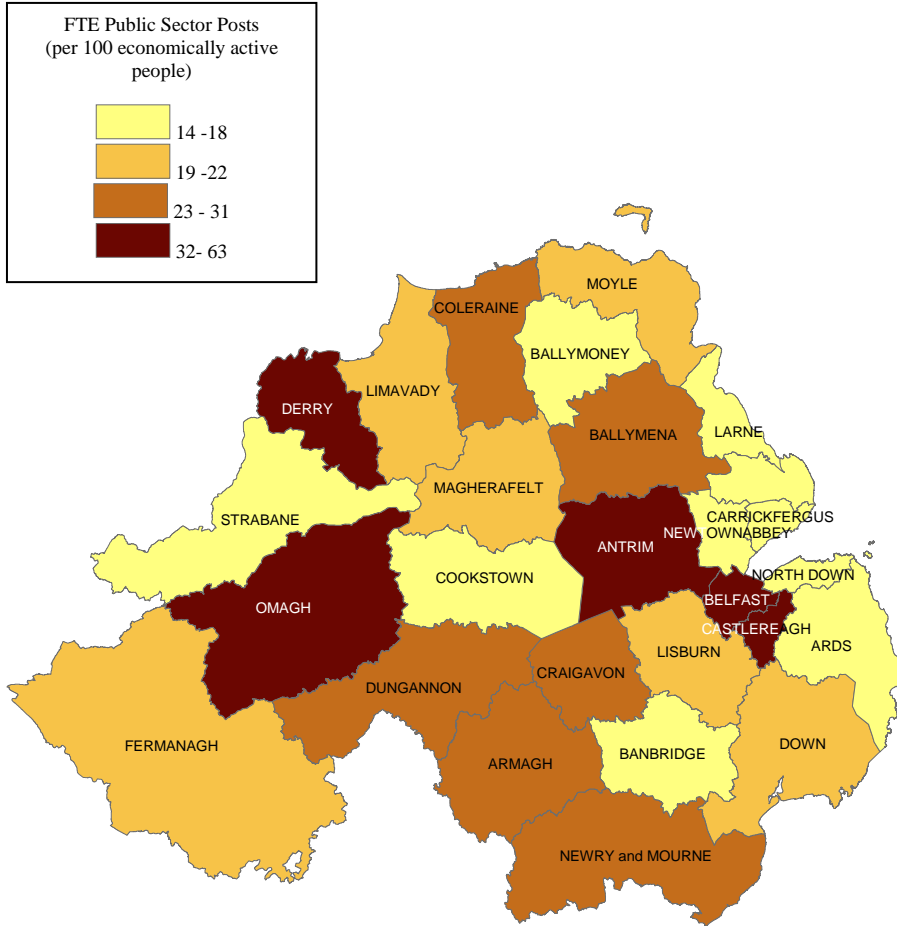 FTE Public Sector Posts
(per 100 economically active
people)
14 -18
19 -22
23 - 31
32- 63
MOYLE
COLERAINE
BALLYMONEY
LIMAVADY
DERRY
LARNE
BALLYMENA
MAGHERAFELT
STRABANE
CARRICKFERGUS
NEWTOWNABBEY
ANTRIM
COOKSTOWN
NORTH DOWN
BELFAST
OMAGH
CASTLEREAGH
ARDS
LISBURN
CRAIGAVON
DUNGANNON
FERMANAGH
DOWN
BANBRIDGE
ARMAGH
NEWRY and MOURNE